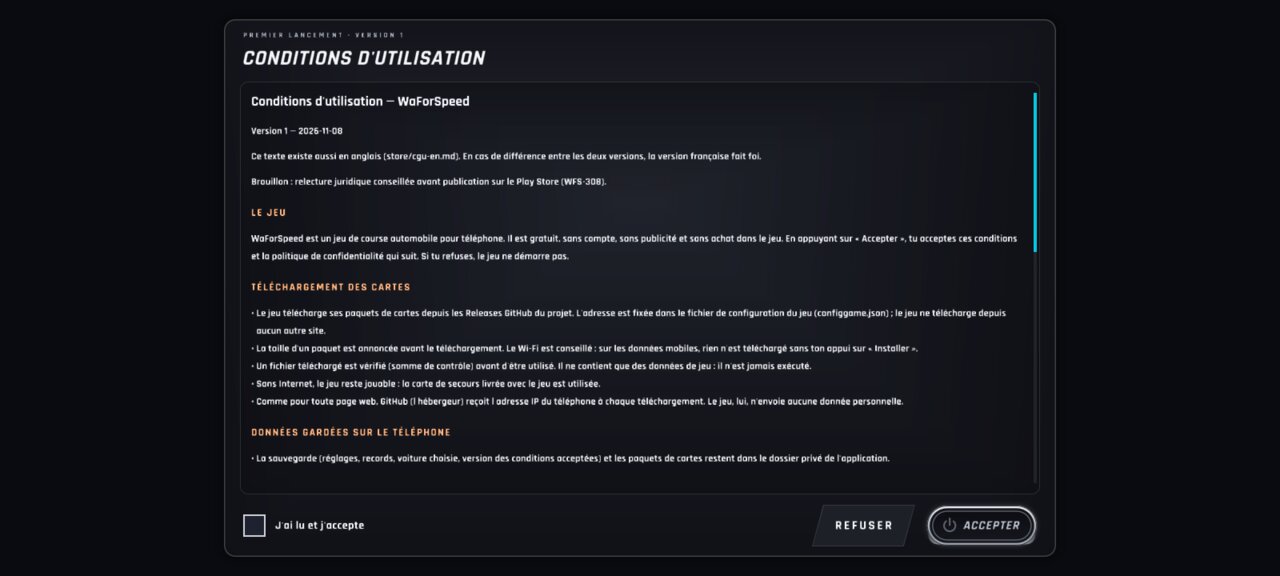 PREMIER LANCEMENT · VERSION 1
CONDITIONS D'UTILISATION
Conditions d'utilisation — WaForSpeed
Version 1 — 2026-11-08
Ce texte existe aussi en anglais (store/cgu-en.md). En cas de différence entre les deux versions, la version française fait foi.
Brouillon : relecture juridique conseillée avant publication sur le Play Store (WFS-308).
LE JEU
WaForSpeed est un jeu de course automobile pour téléphone. Il est gratuit, sans compte, sans publicité et sans achat dans le jeu. En appuyant sur « Accepter », tu acceptes ces conditions
et la politique de confidentialité qui suit. Si tu refuses, le jeu ne démarre pas.
TÉLÉCHARGEMENT DES CARTES
• Le jeu télécharge ses paquets de cartes depuis les Releases GitHub du projet. L'adresse est fixée dans le fichier de configuration du jeu (configgame.json) ; le jeu ne télécharge depuis
aucun autre site.
• La taille d'un paquet est annoncée avant le téléchargement. Le Wi-Fi est conseillé : sur les données mobiles, rien n'est téléchargé sans ton appui sur « Installer ».
• Un fichier téléchargé est vérifié (somme de contrôle) avant d'être utilisé. Il ne contient que des données de jeu : il n'est jamais exécuté.
• Sans Internet, le jeu reste jouable : la carte de secours livrée avec le jeu est utilisée.
• Comme pour toute page web, GitHub (l'hébergeur) reçoit l'adresse IP du téléphone à chaque téléchargement. Le jeu, lui, n'envoie aucune donnée personnelle.
DONNÉES GARDÉES SUR LE TÉLÉPHONE
• La sauvegarde (réglages, records, voiture choisie, version des conditions acceptées) et les paquets de cartes restent dans le dossier privé de l'application.
J'ai lu et j'accepte
REFUSER
ACCEPTER